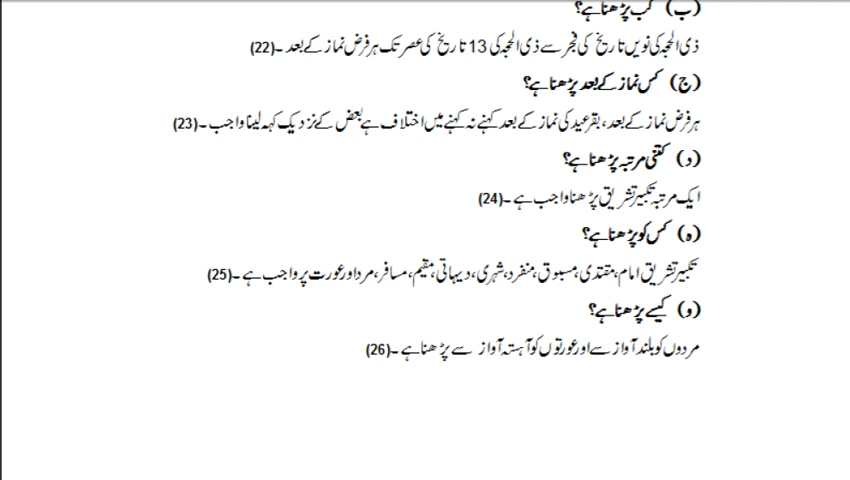 (ب) کب پڑھنا ہے؟
ذی الحجہ کی نویں تاریخ کی فجر سے ذی الحجہ کی 13 تاریخ کی عصر تک ہر فرض نماز کے بعد۔ (22)
(ج) کس نماز کے بعد پڑھنا ہے؟
ہر فرض نماز کے بعد، بقرعید کی نماز کے بعد کہنے نہ کہنے میں اختلاف ہے بعض کے نزدیک کہہ لینا واجب۔ (23)
(د) کتنی مرتبہ پڑھنا ہے؟
ایک مرتبہ تکبیر تشریق پڑھنا واجب ہے۔ (24)
(ہ) کس کو پڑھنا ہے؟
تکبیر تشریق امام، مقتدی، مسبوق، منفرد، شہری، دیہاتی، مقیم، مسافر، مرد اور عورت پر واجب ہے۔ (25)
(و) کیسے پڑھنا ہے؟
مردوں کو بلند آواز سے اور عورتوں کو آہستہ آواز سے پڑھنا ہے۔ (26)